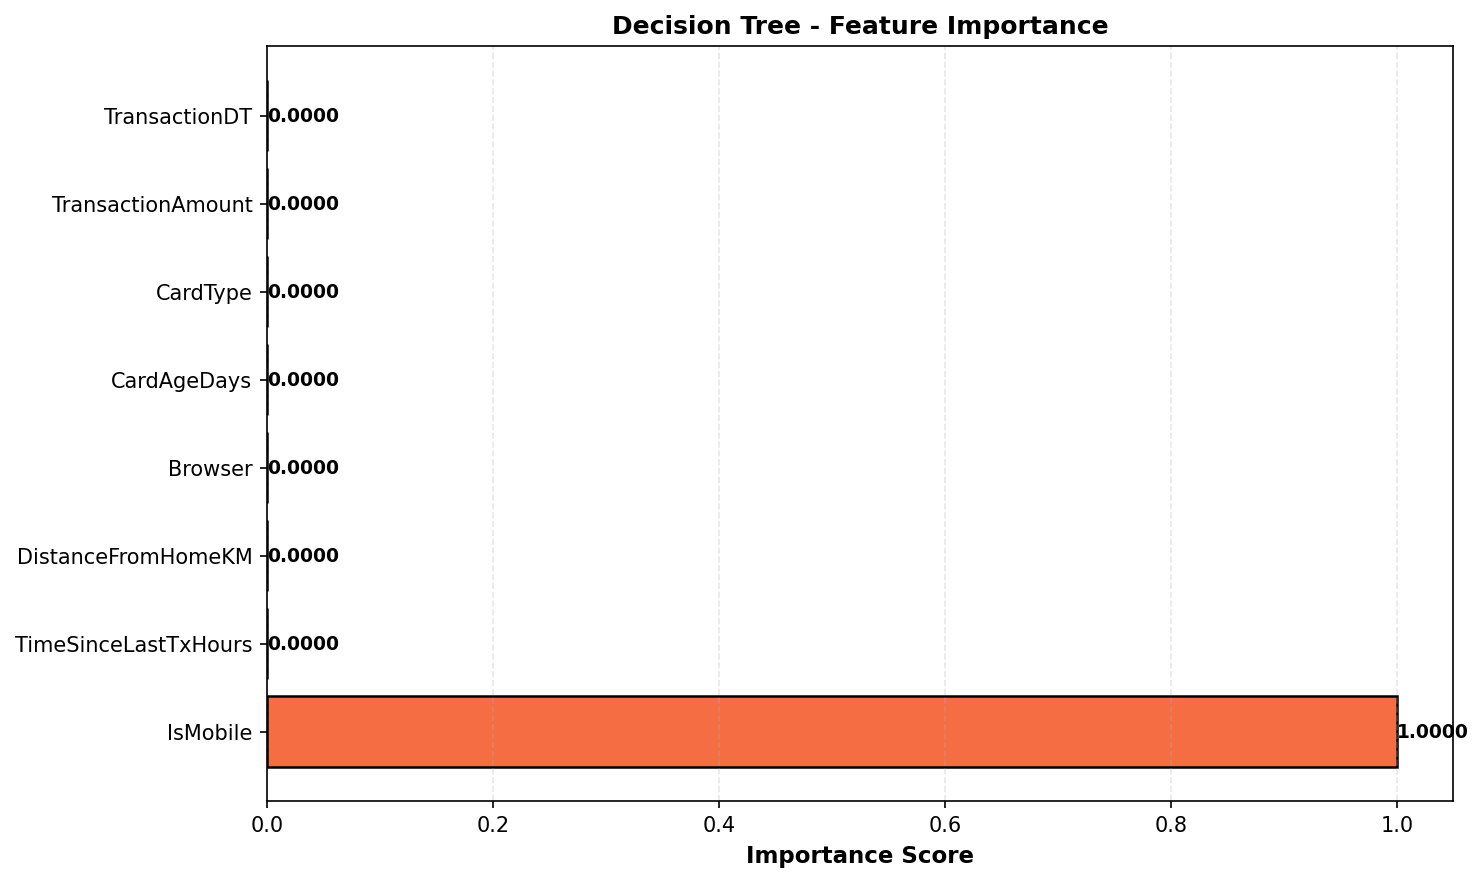 Decision Tree - Feature Importance
TransactionDT 0.0000
TransactionAmount 0.0000
CardType 0.0000
CardAgeDays 0.0000
Browser 0.0000
DistanceFromHomeKM 0.0000
TimeSinceLastTxHours 0.0000
IsMobile 1.0000
0.0 0.2 0.4 0.6 0.8 1.0
Importance Score